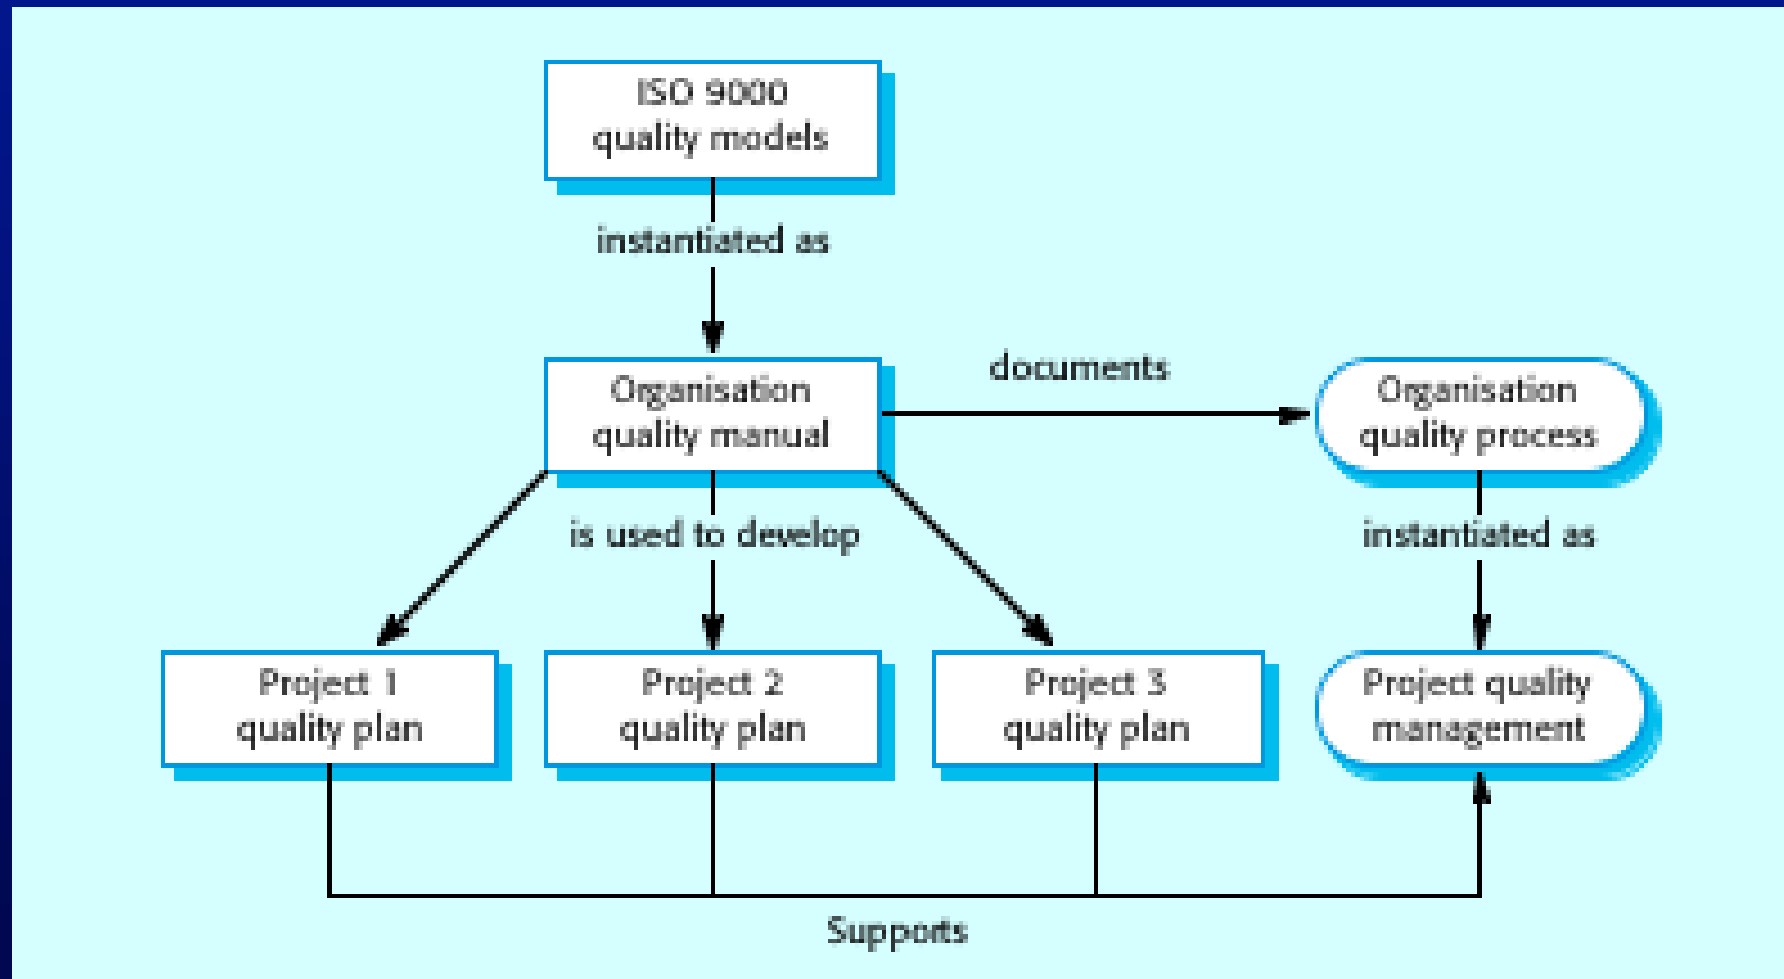 ISO 9000
quality models
instantiated as
documents
Organisation
quality manual
Organisation
quality process
is used to develop
instantiated as
Project 1
quality plan
Project 2
quality plan
Project 3
quality plan
Project quality
management
Supports